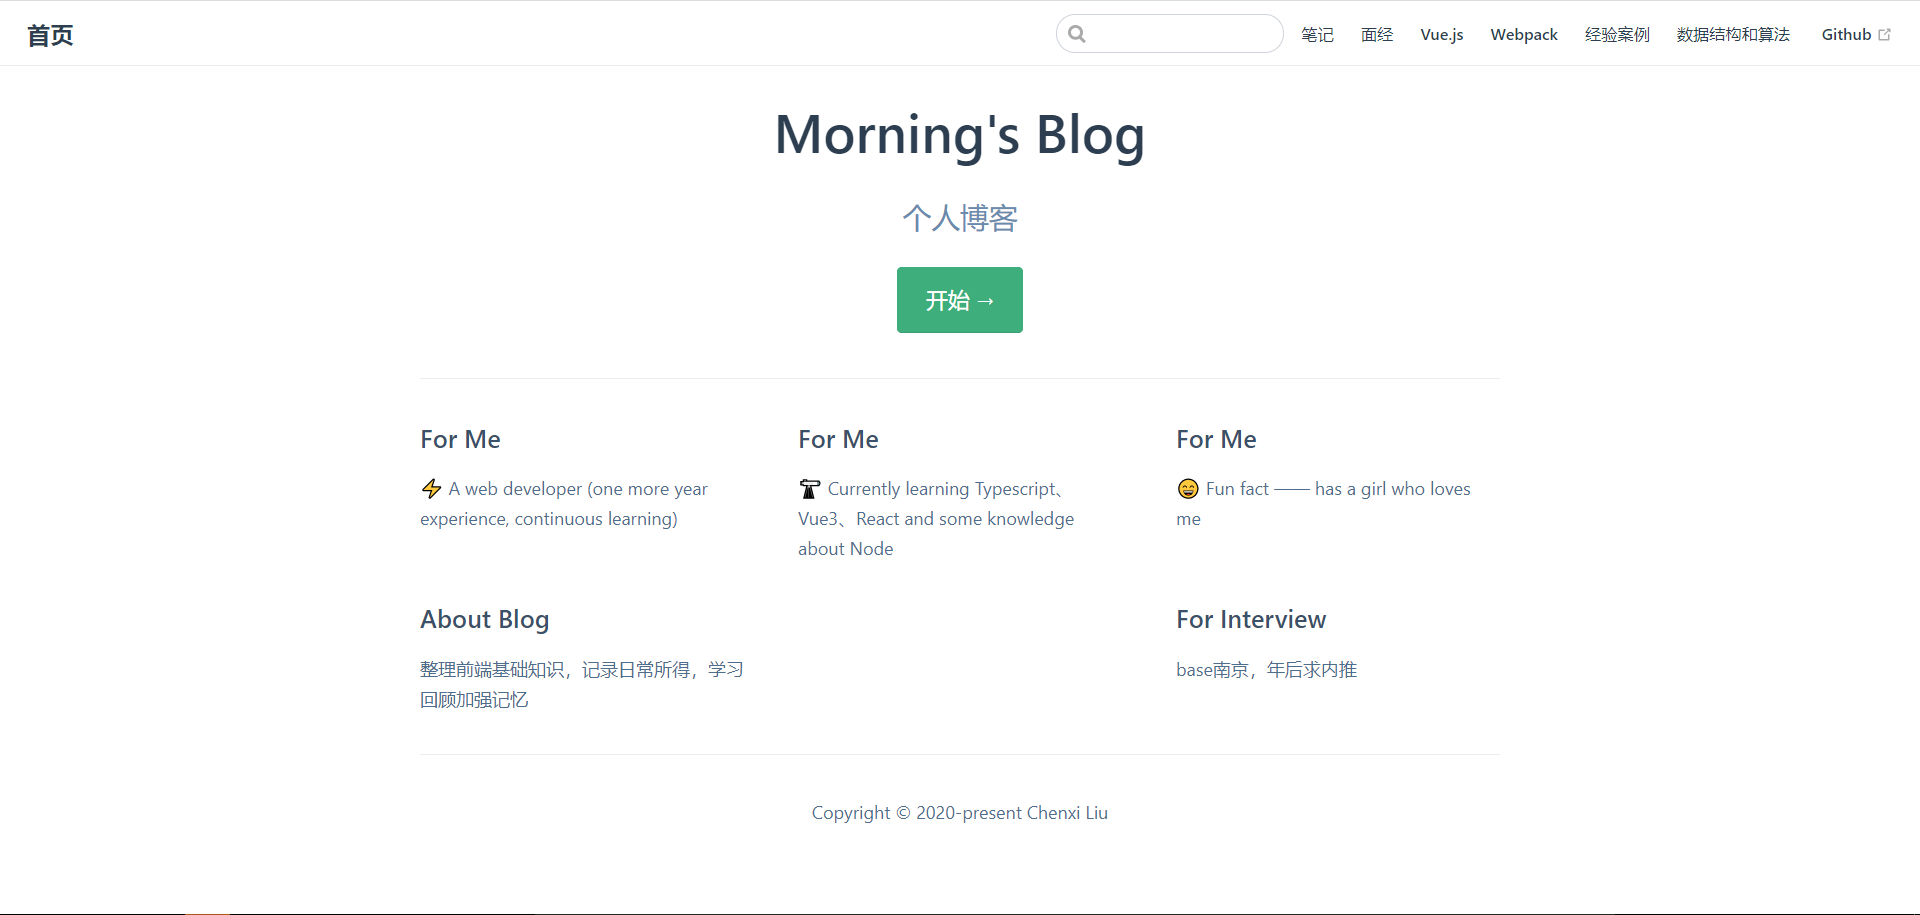 首页
笔记 面经 Vue.js Webpack 经验案例 数据结构和算法 Github
Morning's Blog
个人博客
开始 →
For Me
⚡ A web developer (one more year
experience, continuous learning)
For Me
Currently learning Typescript、
Vue3、React and some knowledge
about Node
For Me
😄 Fun fact —— has a girl who loves
me
About Blog
整理前端基础知识，记录日常所得，学习
回顾加强记忆
For Interview
base南京，年后求内推
Copyright © 2020-present Chenxi Liu